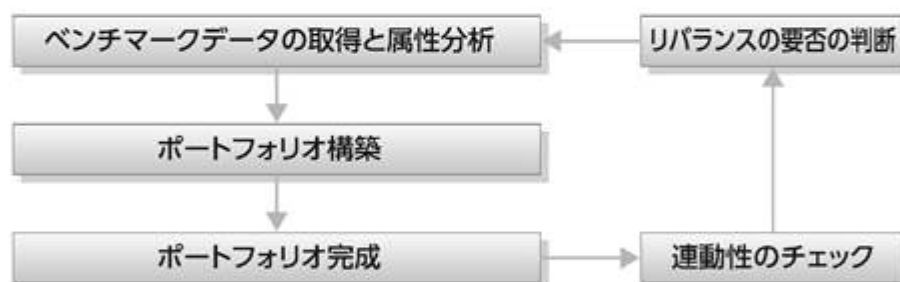 ベンチマークデータの取得と属性分析
リバランスの要否の判断
ポートフォリオ構築
ポートフォリオ完成
連動性のチェック